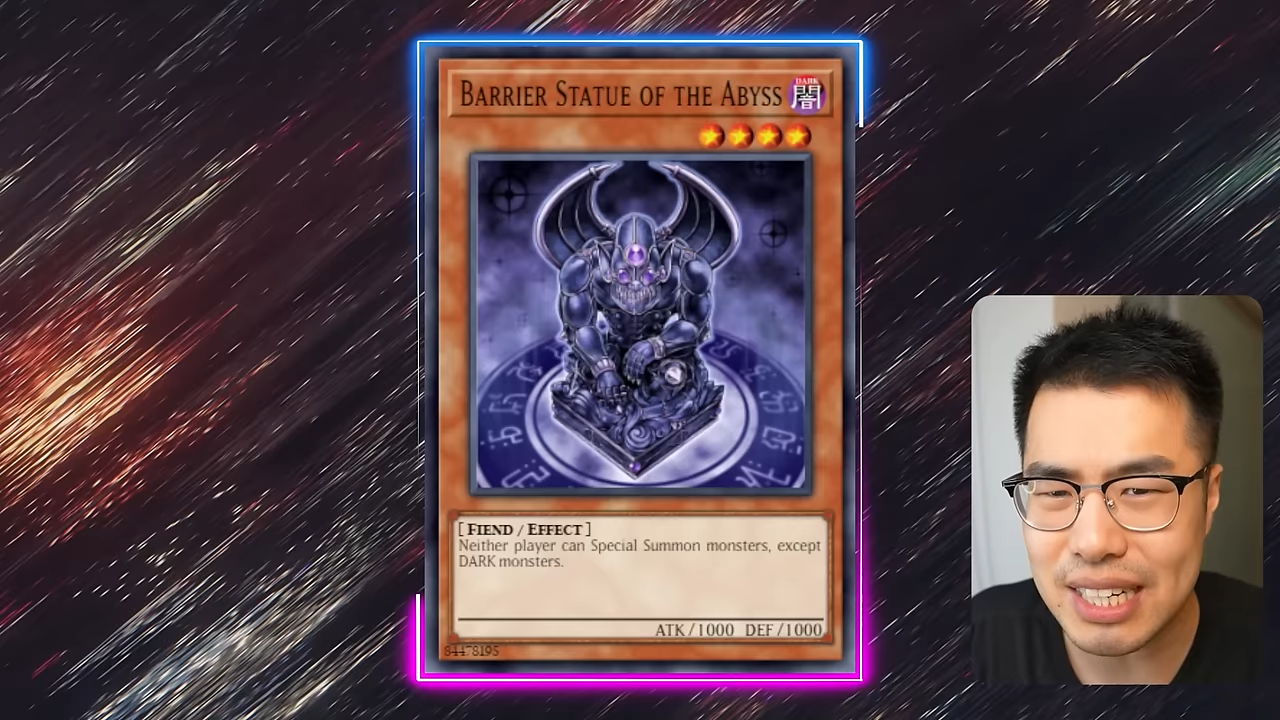 BARRIER STATUE OF THE ABYSS
DARK
闇
[ FIEND / EFFECT ]
Neither player can Special Summon monsters, except
DARK monsters.
ATK/1000 DEF/1000
84478195